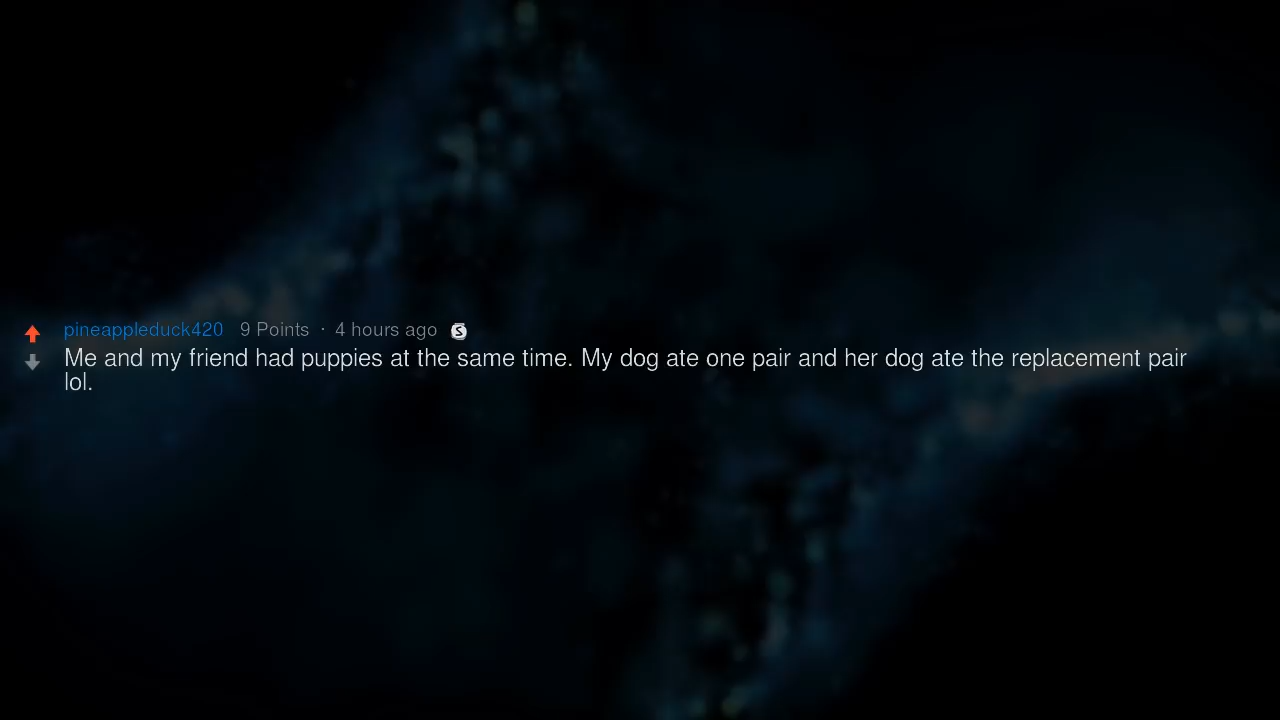 pineappleduck420 9 Points · 4 hours ago S
Me and my friend had puppies at the same time. My dog ate one pair and her dog ate the replacement pair
lol.